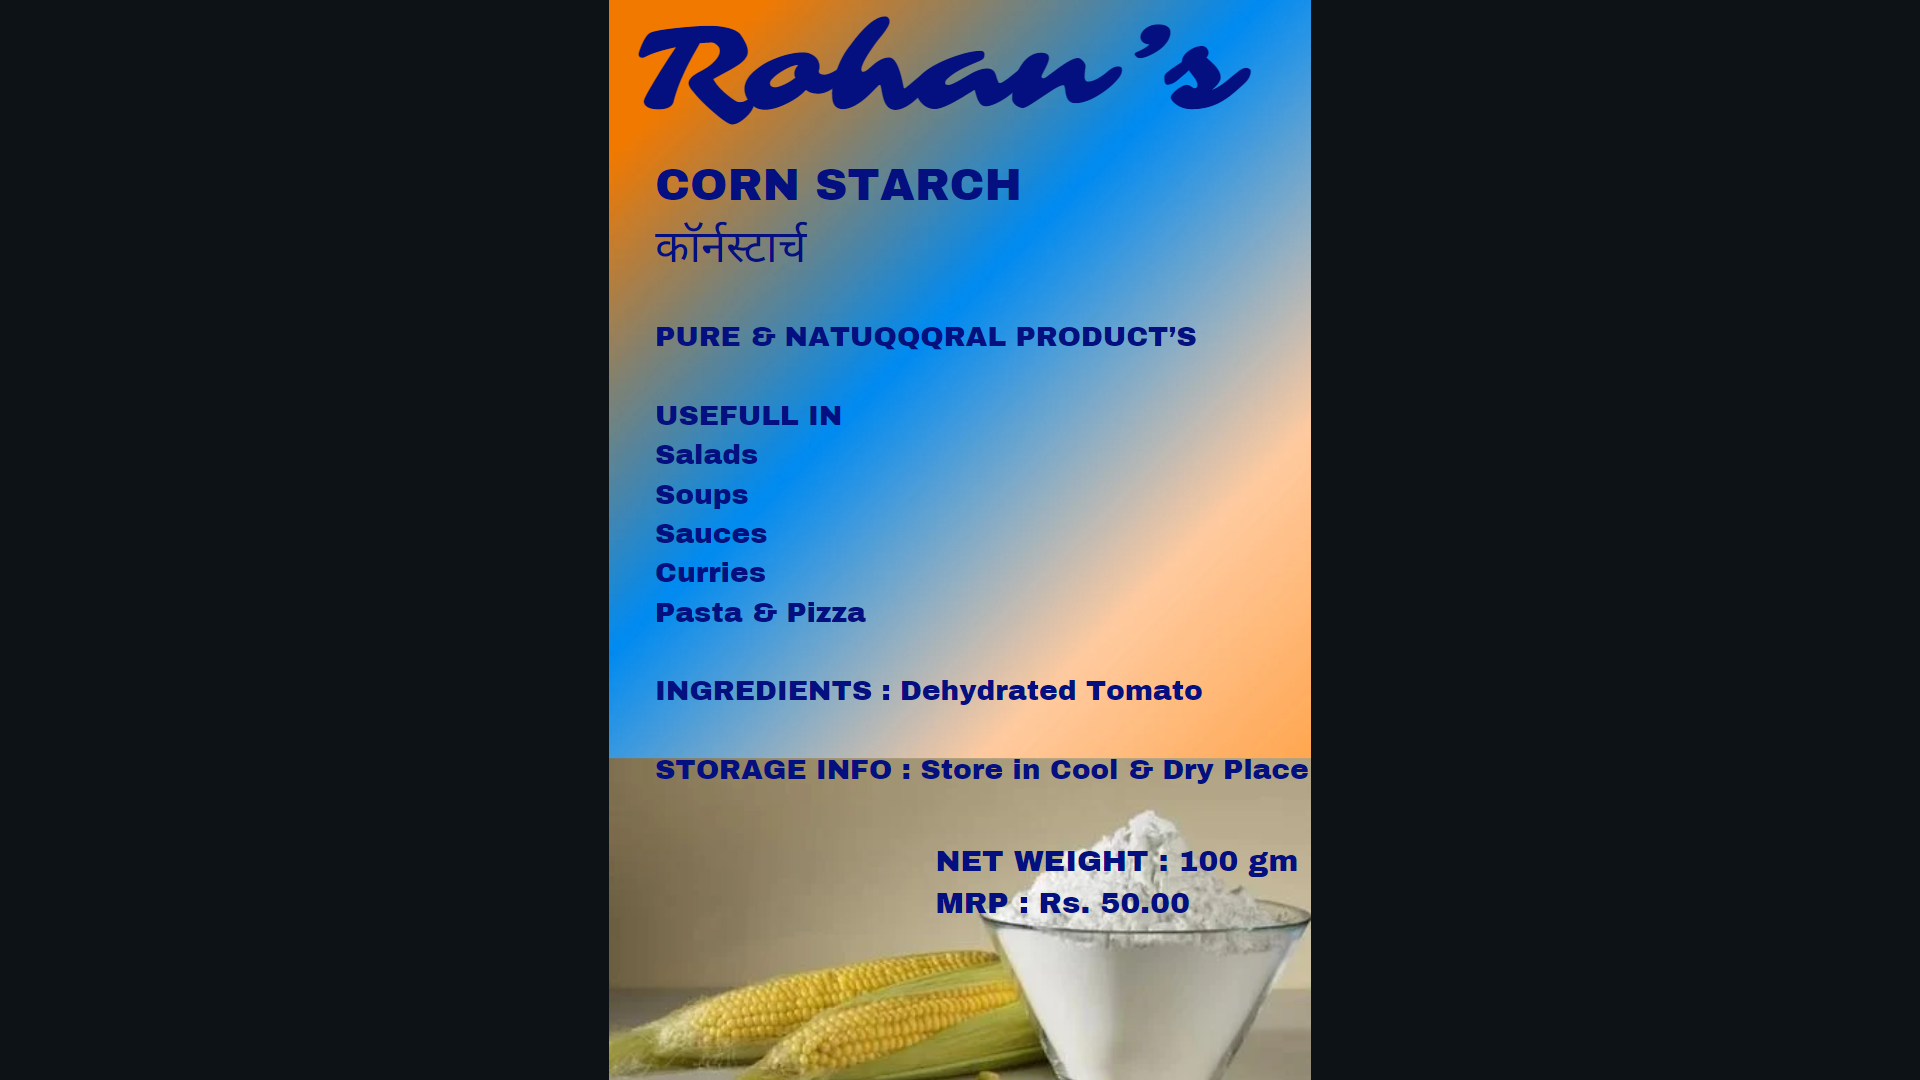 Rohan's
CORN STARCH
कॉर्नस्टार्च
PURE & NATUQQQRAL PRODUCT'S
USEFULL IN
Salads
Soups
Sauces
Curries
Pasta & Pizza
INGREDIENTS : Dehydrated Tomato
STORAGE INFO : Store in Cool & Dry Place
NET WEIGHT : 100 gm
MRP : Rs. 50.00